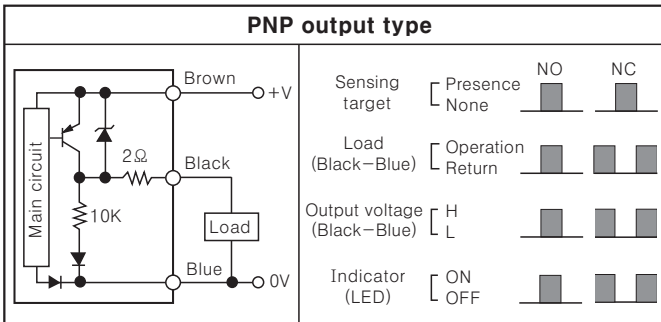 PNP output type
Brown
+V
Main circuit
2Ω
Black
10K
Load
Blue
0V
NO NC
Sensing target
Presence
None
Load
(Black−Blue)
Operation
Return
Output voltage
(Black−Blue)
H
L
Indicator
(LED)
ON
OFF